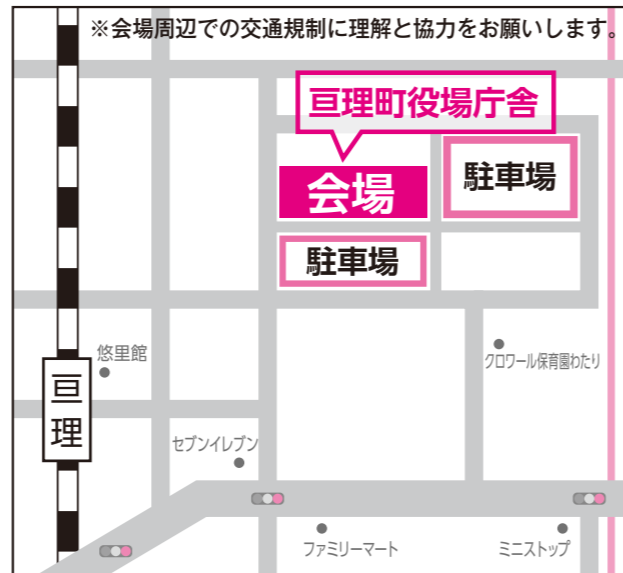 ※会場周辺での交通規制に理解と協力をお願いします。
亘理町役場庁舎
会場
駐車場
駐車場
悠里館
クロワール保育園わたり
亘理
セブンイレブン
ファミリーマート
ミニストップ